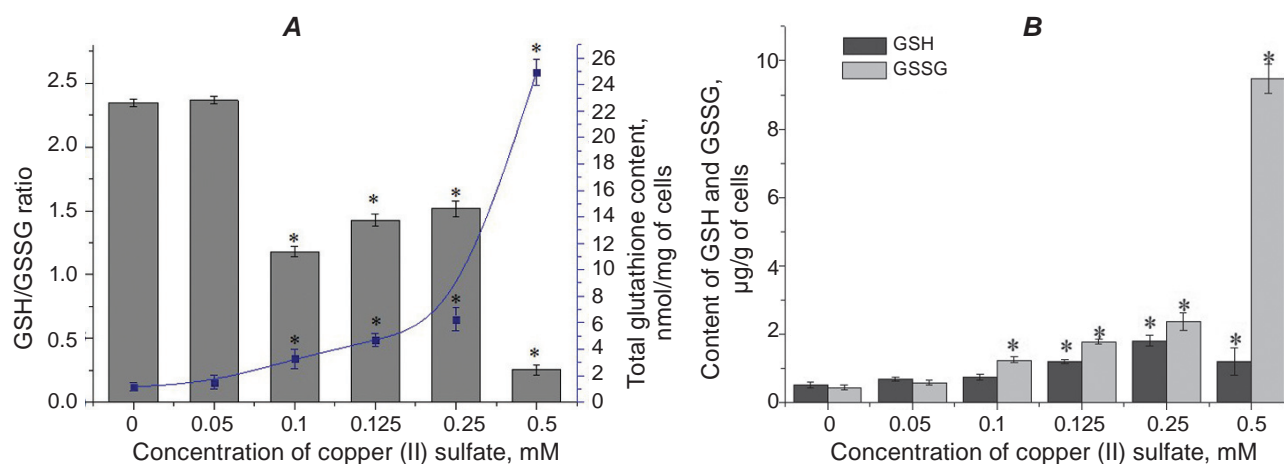 A
GSH/GSSG ratio
2.5
2.0
1.5
1.0
0.5
0.0
* * * *
* * * *
26
24
22
20
18
16
14
12
10
8
6
4
2
0
Total glutathione content,
nmol/mg of cells
0 0.05 0.1 0.125 0.25 0.5
Concentration of copper (II) sulfate, mM
B
GSH
GSSG
Content of GSH and GSSG,
µg/g of cells
10
8
6
4
2
0
* * * * * * *
0 0.05 0.1 0.125 0.25 0.5
Concentration of copper (II) sulfate, mM